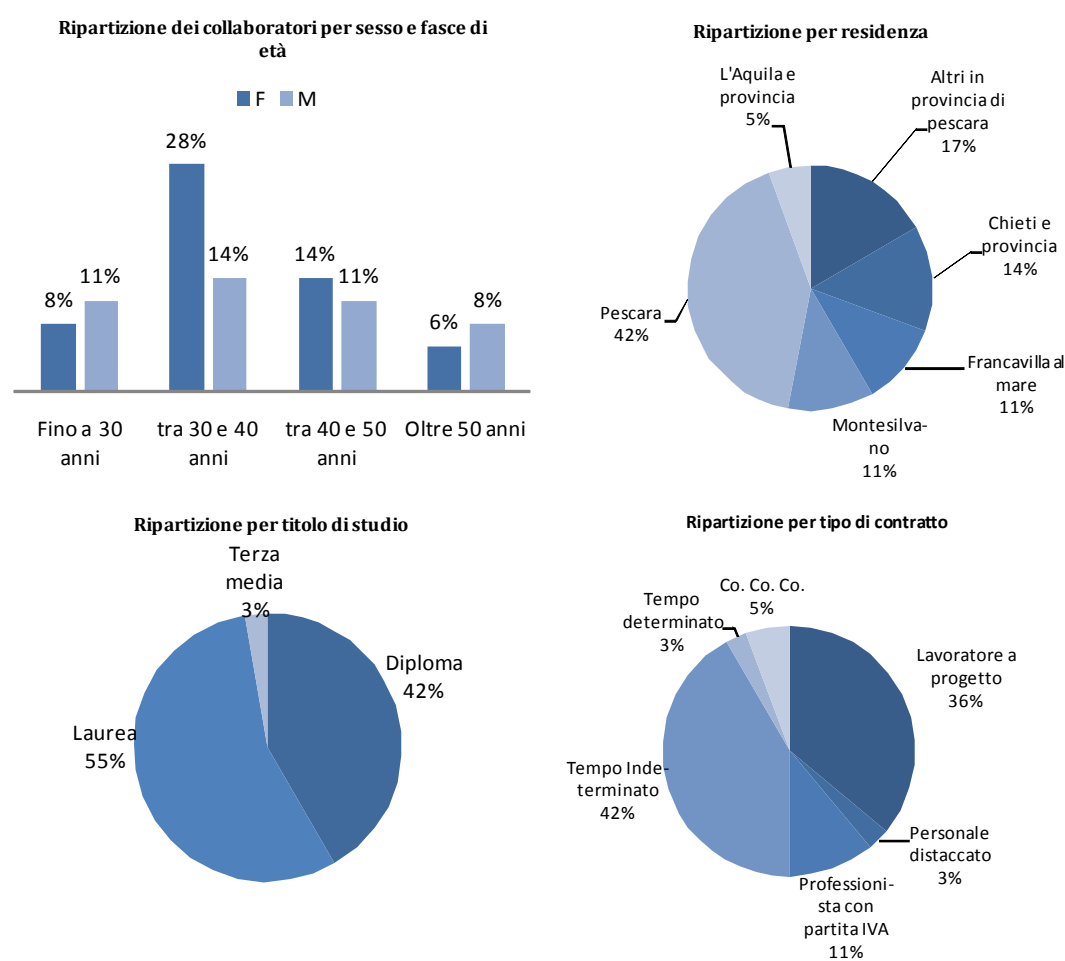 Ripartizione dei collaboratori per sesso e fasce di
età
F M
28%
14%
14%
11%
11%
8%
6%
8%
Fino a 30
anni
tra 30 e 40
anni
tra 40 e 50
anni
Oltre 50 anni
Ripartizione per residenza
L'Aquila e
provincia
5%
Altri in
provincia di
pescara
17%
Chieti e
provincia
14%
Pescara
42%
Francavilla al
mare
11%
Montesilva-
no
11%
Ripartizione per titolo di studio
Terza
media
3%
Diploma
42%
Laurea
55%
Ripartizione per tipo di contratto
Co. Co. Co.
5%
Tempo
determinato
3%
Lavoratore a
progetto
36%
Tempo Inde-
terminato
42%
Personale
distaccato
3%
Professioni-
sta con
partita IVA
11%